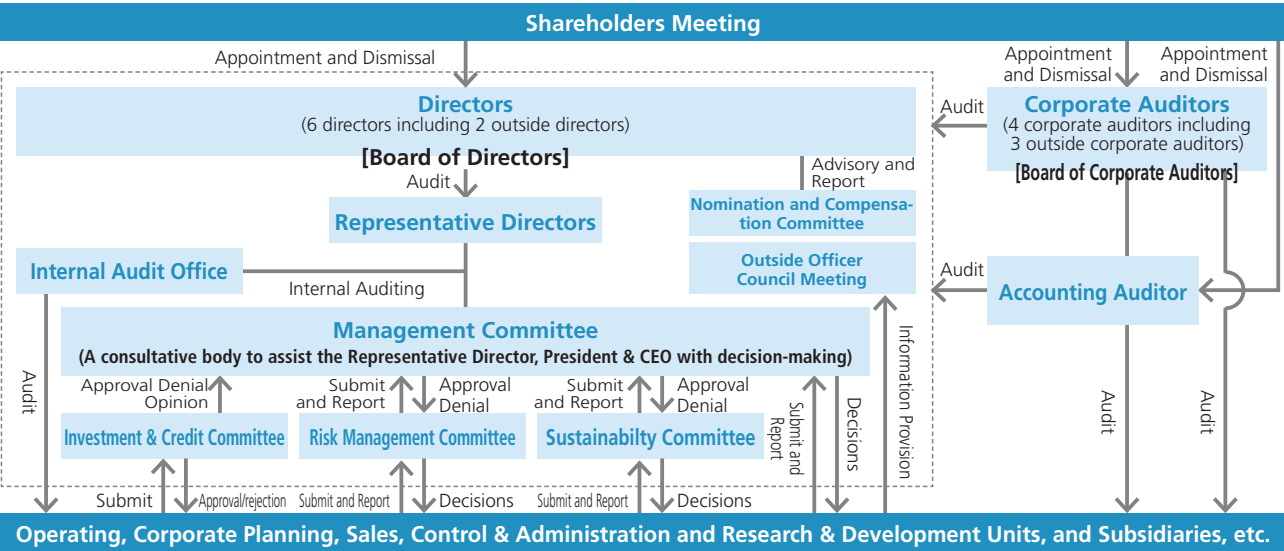 Shareholders Meeting
Appointment and Dismissal
Appointment
and Dismissal
Appointment
and Dismissal
Directors
(6 directors including 2 outside directors)
[Board of Directors]
Audit
Corporate Auditors
(4 corporate auditors including
3 outside corporate auditors)
[Board of Corporate Auditors]
Audit
Advisory and
Report
Representative Directors
Nomination and Compensa-
tion Committee
Internal Audit Office
Internal Auditing
Outside Officer
Council Meeting
Audit
Accounting Auditor
Management Committee
(A consultative body to assist the Representative Director, President & CEO with decision-making)
Information Provision
Audit
Approval Denial
Opinion
Submit
and Report
Approval
Denial
Submit
and Report
Approval
Denial
Submit and
Report
Decisions
Audit
Audit
Investment & Credit Committee
Risk Management Committee
Sustainabilty Committee
Submit
Approval/rejection
Submit and Report
Decisions
Submit and Report
Decisions
Operating, Corporate Planning, Sales, Control & Administration and Research & Development Units, and Subsidiaries, etc.